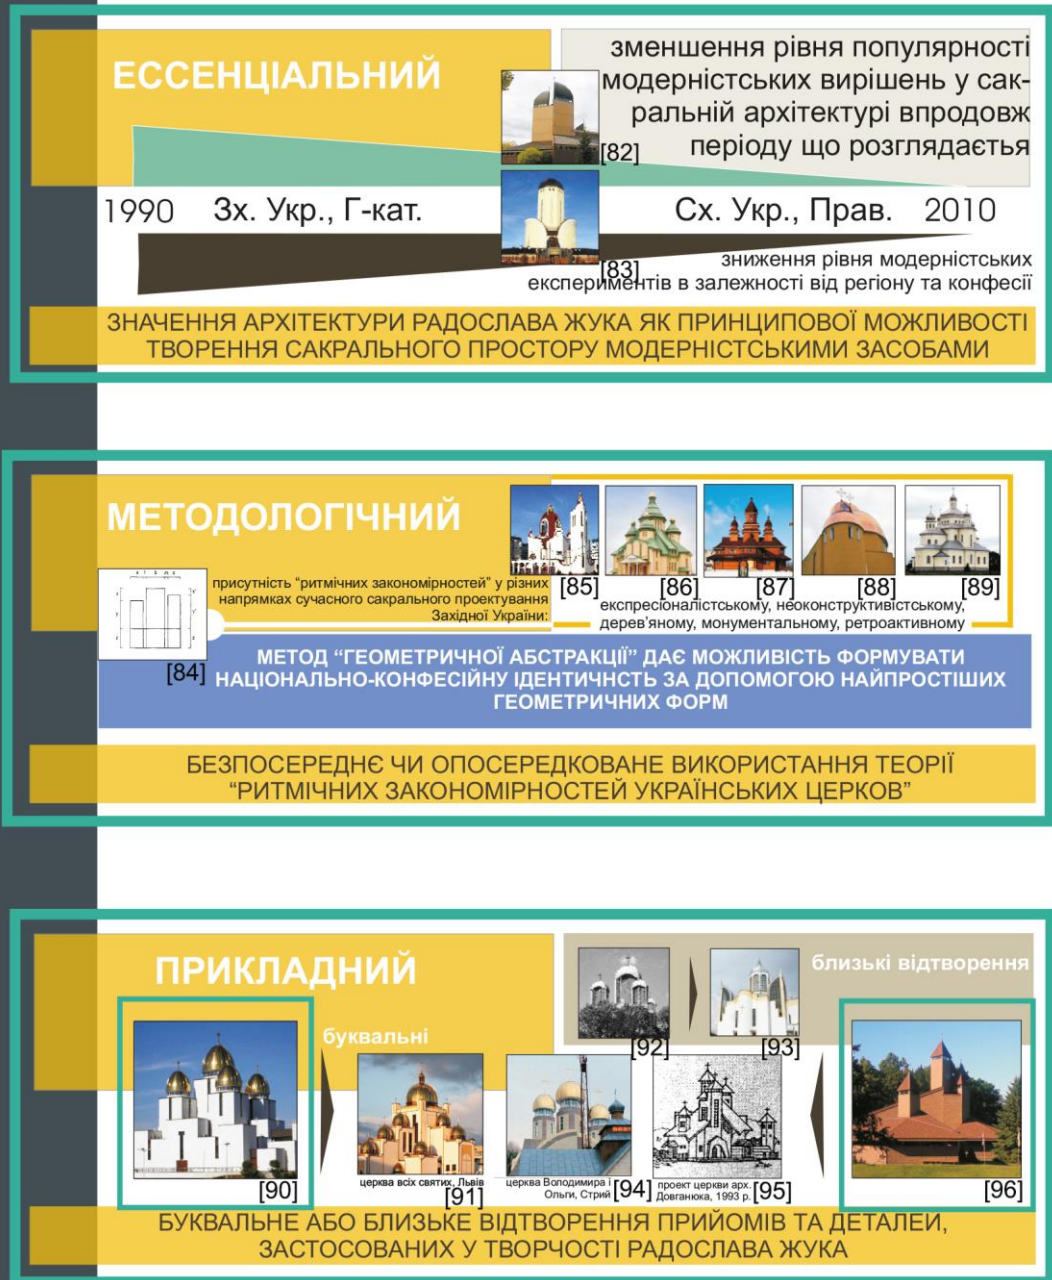 ЕССЕНЦІАЛЬНИЙ
зменшення рівня популярності
модерністських вирішень у сак-
ральній архітектурі впродовж
періоду що розглядаєтья
[82]
1990 Зх. Укр., Г-кат. Сх. Укр., Прав. 2010
[83]
зниження рівня модерністських
експериментів в залежності від регіону та конфесії
ЗНАЧЕННЯ АРХІТЕКТУРИ РАДОСЛАВА ЖУКА ЯК ПРИНЦИПОВОЇ МОЖЛИВОСТІ
ТВОРЕННЯ САКРАЛЬНОГО ПРОСТОРУ МОДЕРНІСТСЬКИМИ ЗАСОБАМИ
МЕТОДОЛОГІЧНИЙ
присутність “ритмічних закономірностей” у різних
напрямках сучасного сакрального проектування
Західної України:
[85] [86] [87] [88] [89]
експресіоналістському, неоконструктивістському,
дерев’яному, монументальному, ретроактивному
[84]
МЕТОД “ГЕОМЕТРИЧНОЇ АБСТРАКЦІЇ” ДАЄ МОЖЛИВІСТЬ ФОРМУВАТИ
НАЦІОНАЛЬНО-КОНФЕСІЙНУ ІДЕНТИЧНСТЬ ЗА ДОПОМОГОЮ НАЙПРОСТІШИХ
ГЕОМЕТРИЧНИХ ФОРМ
БЕЗПОСЕРЕДНЄ ЧИ ОПОСЕРЕДКОВАНЕ ВИКОРИСТАННЯ ТЕОРІЇ
“РИТМІЧНИХ ЗАКОНОМІРНОСТЕЙ УКРАЇНСЬКИХ ЦЕРКОВ”
ПРИКЛАДНИЙ
близькі відтворення
буквальні
[92] [93]
[90]
церква всіх святих, Львів
[91]
церква Володимира і
Ольги, Стрий
[94]
проект церкви арх.
Довганюка, 1993 р.
[95]
[96]
БУКВАЛЬНЕ АБО БЛИЗЬКЕ ВІДТВОРЕННЯ ПРИЙОМІВ ТА ДЕТАЛЕЙ,
ЗАСТОСОВАНИХ У ТВОРЧОСТІ РАДОСЛАВА ЖУКА